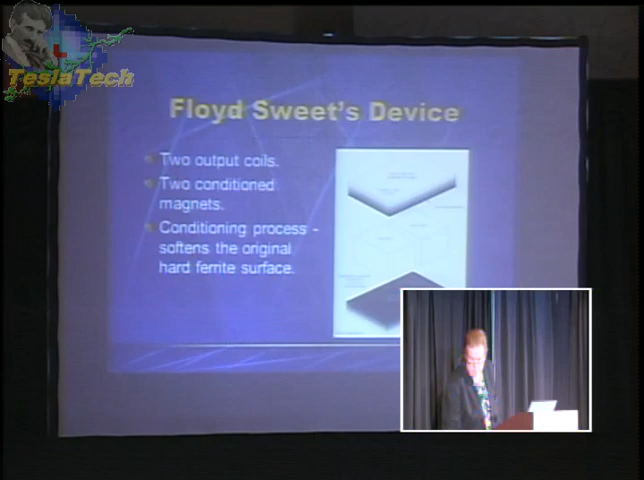 TeslaTech
Floyd Sweet's Device
Two output coils.
Two conditioned
magnets.
Conditioning process -
softens the original
hard ferrite surface.